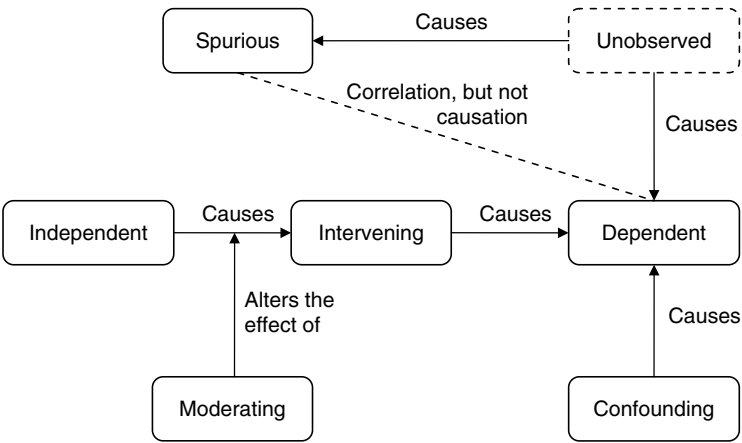 Causes
Spurious
Unobserved
Correlation, but not
causation
Causes
Causes
Causes
Independent
Intervening
Dependent
Alters the
effect of
Causes
Moderating
Confounding